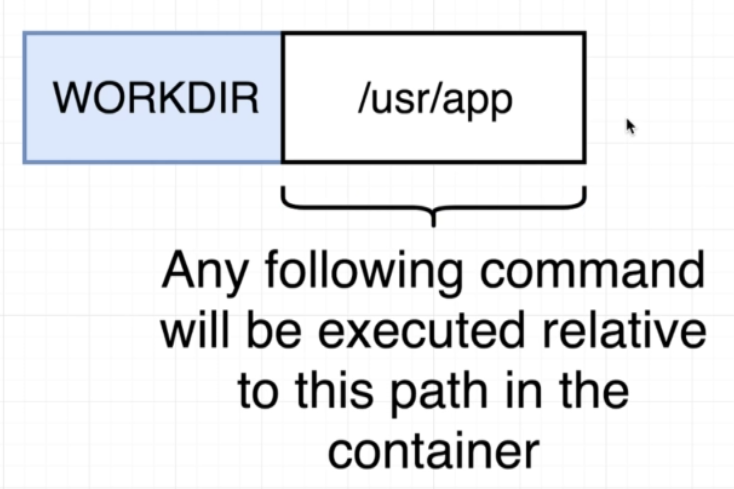 WORKDIR /usr/app
Any following command
will be executed relative
to this path in the
container